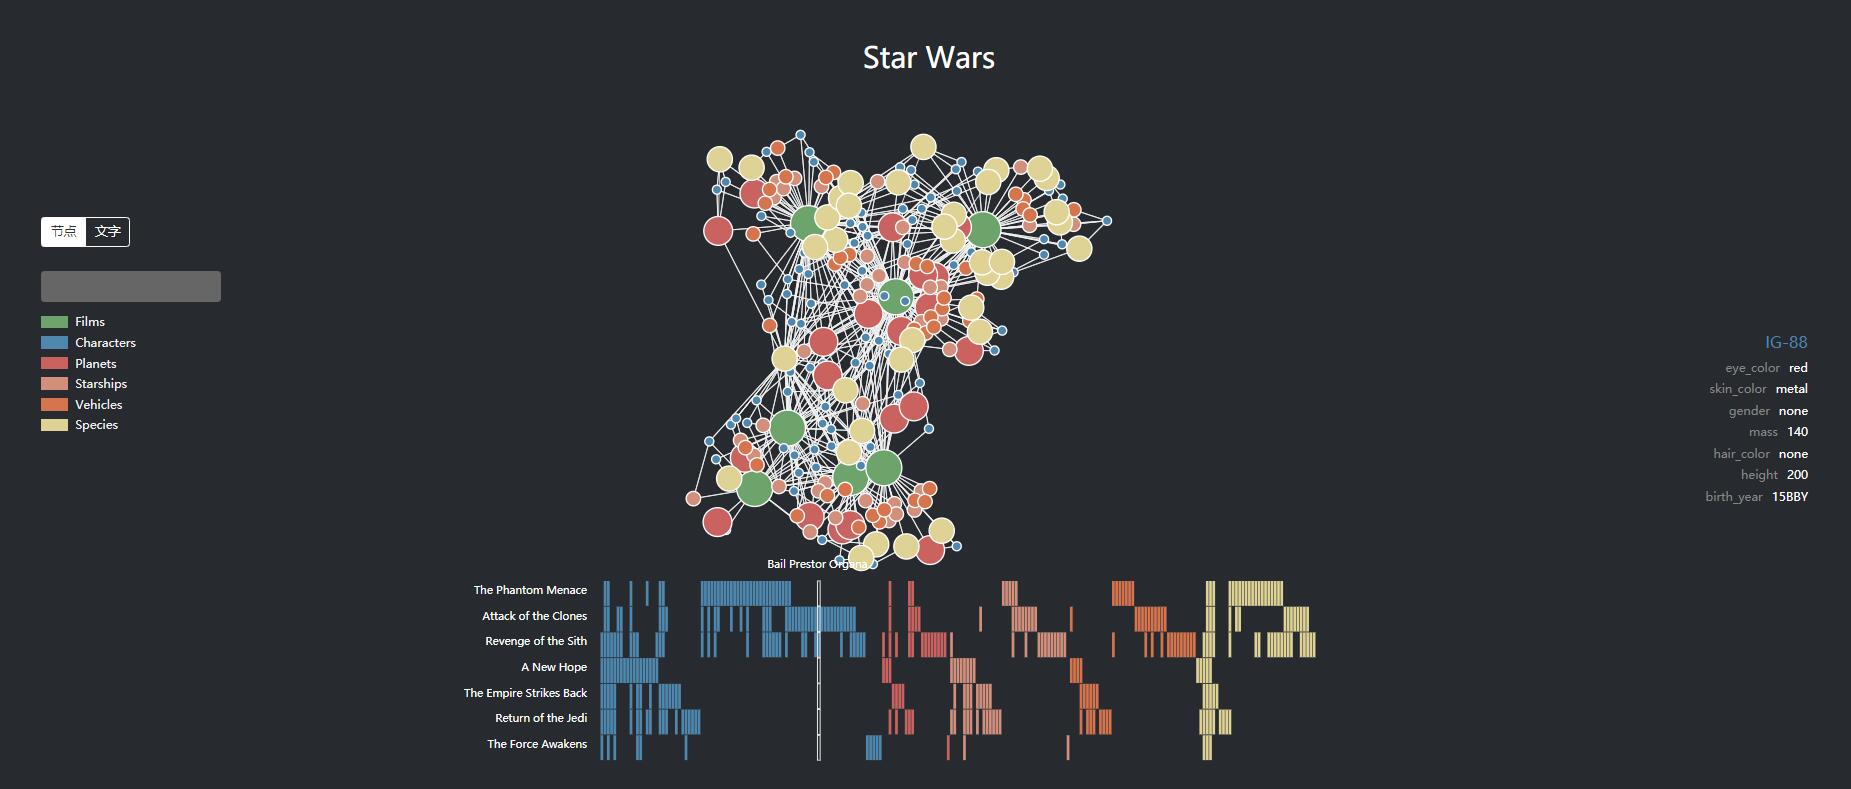 Star Wars
节点 文字
Films
Characters
Planets
Starships
Vehicles
Species
IG-88
eye_color red
skin_color metal
gender none
mass 140
hair_color none
height 200
birth_year 15BBY
Bail Prestor Organa
The Phantom Menace
Attack of the Clones
Revenge of the Sith
A New Hope
The Empire Strikes Back
Return of the Jedi
The Force Awakens